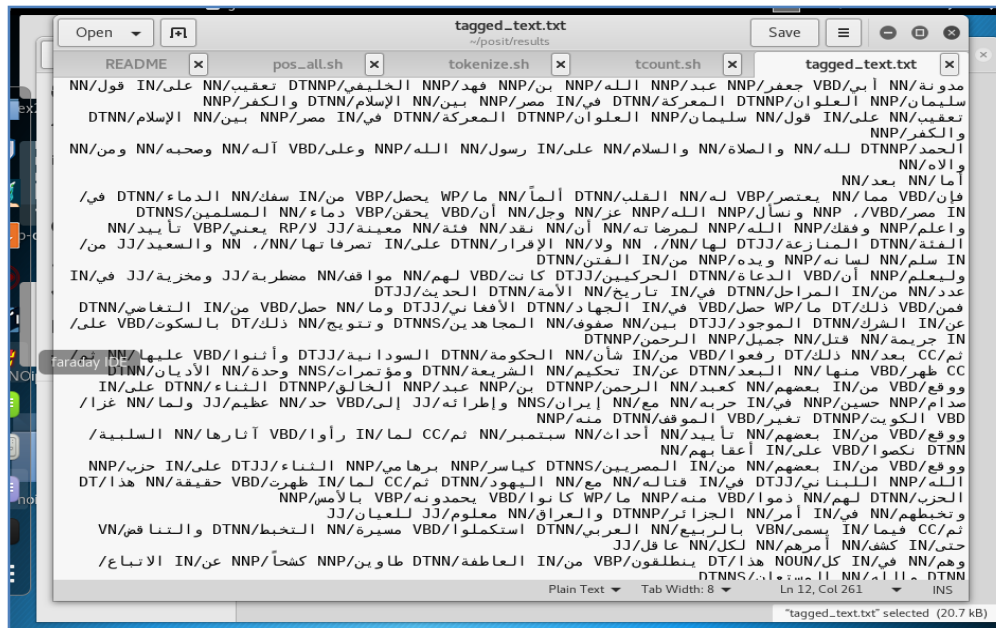 Open
tagged_text.txt
~/posit/results
Save
README
pos_all.sh
tokenize.sh
tcount.sh
tagged_text.txt
مدونة/NN أبي/VBD جعفر/NNP عبد/NNP الله/NNP بن/NNP فهد/NNP الخليفي/DTNNP تعقيب/NN على/IN قول/NN
سليمان/NNP العلوان/DTNNP المعركة/DTNN في/IN مصر/NNP بين/NN الإسلام/DTNN والكفر/NNP
تعقيب/NN على/IN قول/NN سليمان/NNP العلوان/DTNNP المعركة/DTNN في/IN مصر/NNP بين/NN الإسلام/DTNN
والكفر/NNP
الحمد/DTNNP لله/NN والصلاة/NN والسلام/NN على/IN رسول/NN الله/NNP وعلى/VBD آله/NN وصحبه/NN ومن/NN
والاه/NN
أما/NN بعد/NN
فإن/VBD مما/NN يعتصر/VBP له/NN القلب/DTNN ألماً/NN ما/WP يحصل/VBP من/IN سفك/NN الدماء/DTNN في/
IN مصر/VBD/، NNP ونسأل/NNP الله/NNP عز/NN وجل/NN أن/VBD يحقن/VBP دماء/NN المسلمين/DTNNS
واعلم/NNP وفقك/NNP الله/NNP لمرضاته/NN أن/NN نقد/NN فئة/NN معينة/JJ لا/RP يعني/VBP تأييد/NN
الفئة/DTNN المنازعة/DTJJ لها/NN/، NN ولا/NN الإقرار/DTNN على/IN تصرفاتها/NN/، NN والسعيد/JJ من/
IN سلم/NN لسانه/NNP ويده/NNP من/IN الفتن/DTNN
وليعلم/NNP أن/VBD الدعاة/DTNN الحركيين/DTJJ كانت/VBD لهم/NN مواقف/NN مضطربة/JJ ومخزية/JJ في/IN
عدد/NN من/IN المراحل/DTNN في/IN تاريخ/NN الأمة/DTNN الحديث/DTJJ
فمن/VBD ذلك/DT ما/WP حصل/VBD في/IN الجهاد/DTNN الأفغاني/DTJJ وما/NN حصل/VBD من/IN التغاضي/DTNN
عن/IN الشرك/DTNN الموجود/DTJJ بين/NN صفوف/NN المجاهدين/DTNNS وتتويج/NN ذلك/DT بالسكوت/VBD على/
IN جريمة/NN قتل/NN جميل/NNP الرحمن/DTNNP
ثم/CC بعد/NN ذلك/DT رفعوا/VBD من/IN شأن/NN الحكومة/DTNN السودانية/DTJJ وأثنوا/VBD عليها/NN ثم/
CC ظهر/VBD منها/NN البعد/DTNN عن/IN تحكيم/NN الشريعة/DTNN ومؤتمرات/NNS وحدة/NN الأديان/DTNN
ووقع/VBD من/IN بعضهم/NN كعبد/NN الرحمن/DTNNP بن/NNP عبد/NNP الخالق/DTNNP الثناء/DTNN على/IN
صدام/NNP حسين/NNP في/IN حربه/NN مع/NN إيران/NNS وإطرائه/JJ إلى/VBD حد/NN عظيم/JJ ولما/NN غزا/
VBD الكويت/DTNNP تغير/VBD الموقف/DTNN منه/NNP
ووقع/VBD من/IN بعضهم/NN تأييد/NN أحداث/NN سبتمبر/NN ثم/CC لما/IN رأوا/VBD آثارها/NN السلبية/
DTNN نكصوا/VBD على/IN أعقابهم/NN
ووقع/VBD من/IN بعضهم/NN من/IN المصريين/DTNNS كياسر/NNP برهامي/NNP الثناء/DTJJ على/IN حزب/NNP
الله/NNP اللبناني/DTJJ في/IN قتاله/NN مع/NN اليهود/DTNN ثم/CC لما/IN ظهرت/VBD حقيقة/NN هذا/DT
الحزب/DTNN لهم/NN ذموا/VBD منه/NNP ما/WP كانوا/VBD يحمدونه/VBP بالأمس/NNP
وتخبطهم/NN في/IN أمر/NN الجزائر/DTNNP والعراق/NN معلوم/JJ للعيان/JJ
ثم/CC فيما/IN يسمى/VBN بالربيع/NN العربي/DTNN استكملوا/VBD مسيرة/NN التخبط/DTNN والتناقض/VN
حتى/IN كشف/NN أمرهم/NN لكل/NN عاقل/JJ
وهم/NN في/IN كل/NOUN هذا/DT ينطلقون/VBP من/IN العاطفة/DTNN طاوين/NNP كشحاً/NNP عن/IN الاتباع/
DTNN والله/NN المستعان/DTNNS
faraday IDE
Plain Text
Tab Width: 8
Ln 12, Col 261
INS
"tagged_text.txt" selected (20.7 kB)